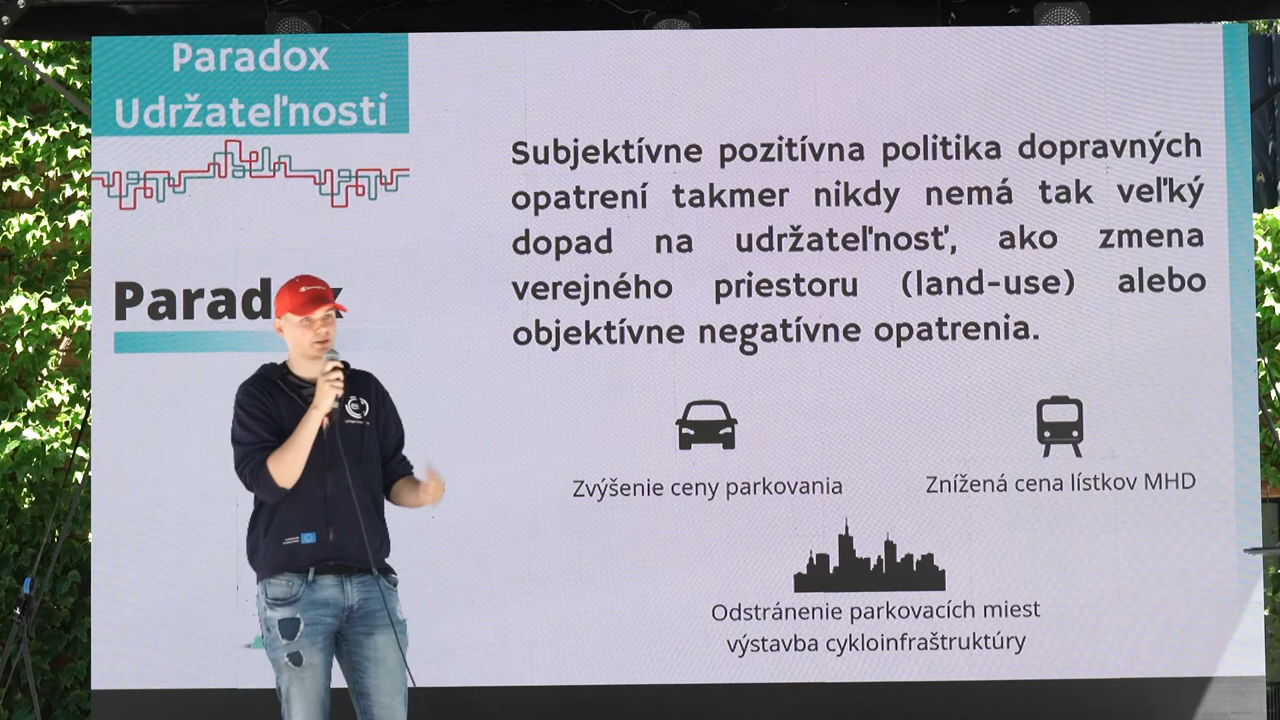 Paradox
Udržateľnosti
Subjektívne pozitívna politika dopravných
opatrení takmer nikdy nemá tak veľký
dopad na udržateľnosť, ako zmena
verejného priestoru (land-use) alebo
objektívne negatívne opatrenia.
Zvýšenie ceny parkovania
Znížená cena lístkov MHD
Odstránenie parkovacích miest
výstavba cykloinfraštruktúry